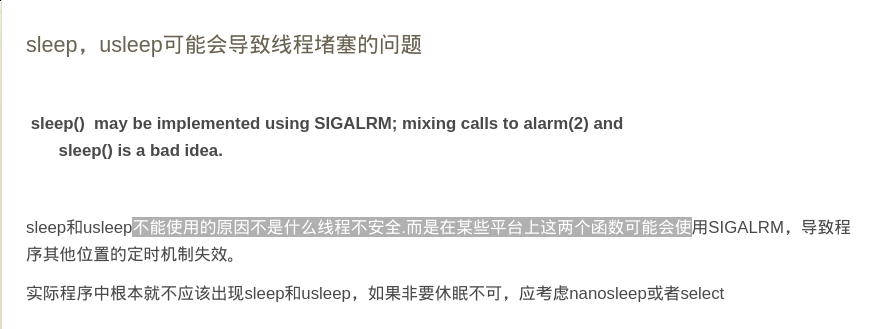 sleep，usleep可能会导致线程堵塞的问题
sleep()  may be implemented using SIGALRM; mixing calls to alarm(2) and
sleep() is a bad idea.
sleep和usleep不能使用的原因不是什么线程不安全.而是在某些平台上这两个函数可能会使用SIGALRM，导致程
序其他位置的定时机制失效。
实际程序中根本就不应该出现sleep和usleep，如果非要休眠不可，应考虑nanosleep或者select